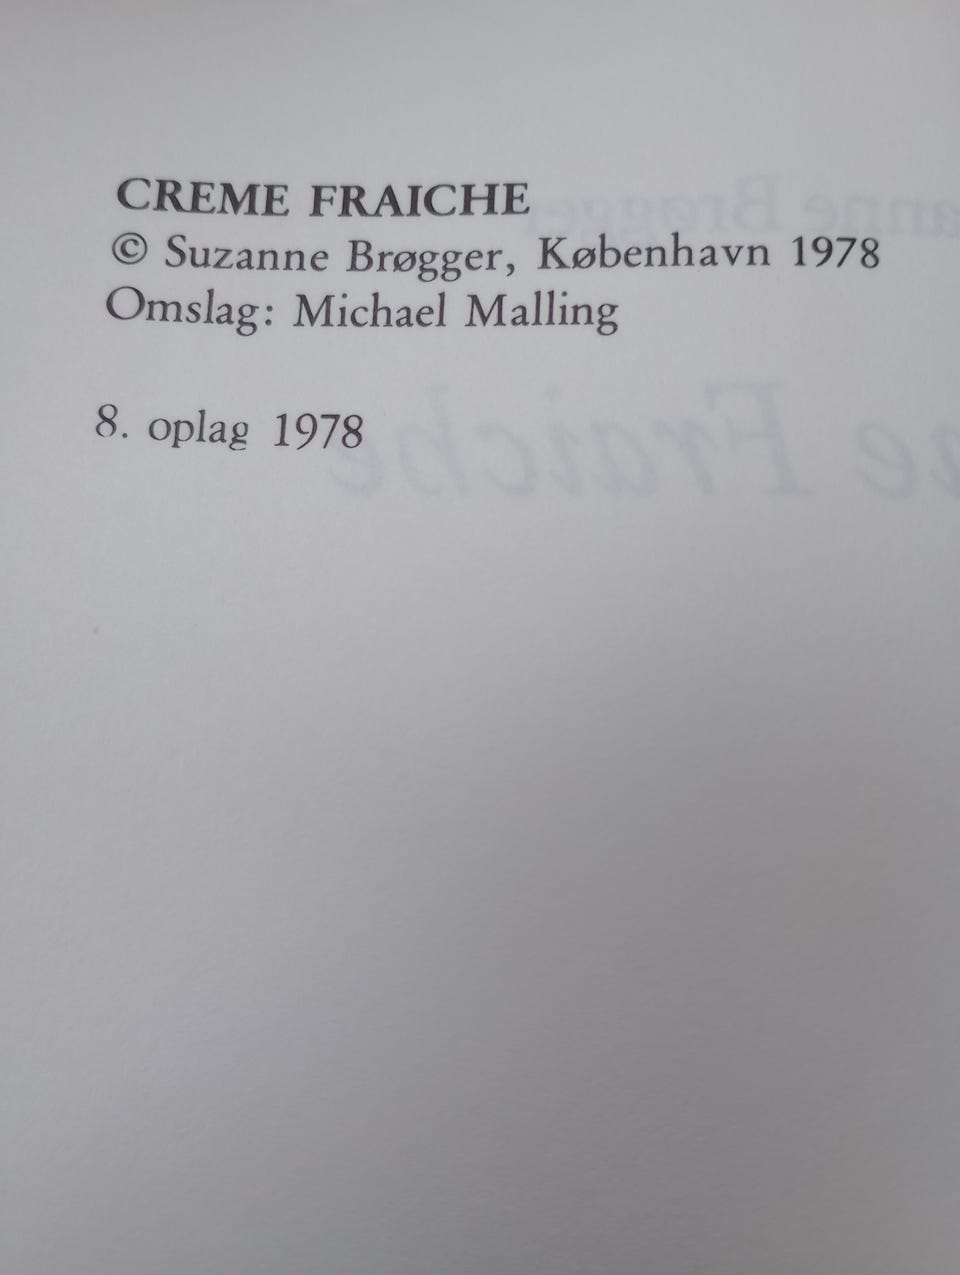 CREME FRAICHE
© Suzanne Brøgger, København 1978
Omslag: Michael Malling
8. oplag 1978